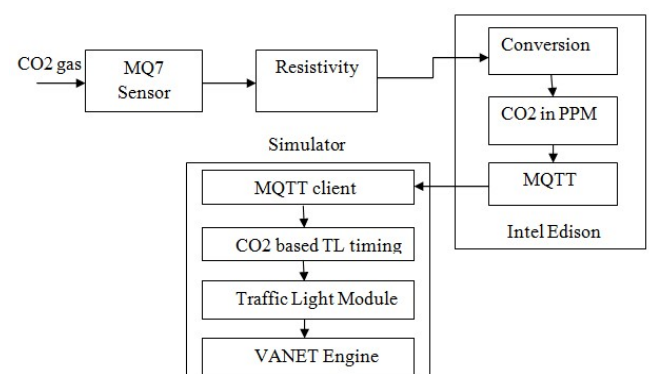 CO2 gas
MQ7
Sensor
Resistivity
Conversion
CO2 in PPM
MQTT
Intel Edison
Simulator
MQTT client
CO2 based TL timing
Traffic Light Module
VANET Engine